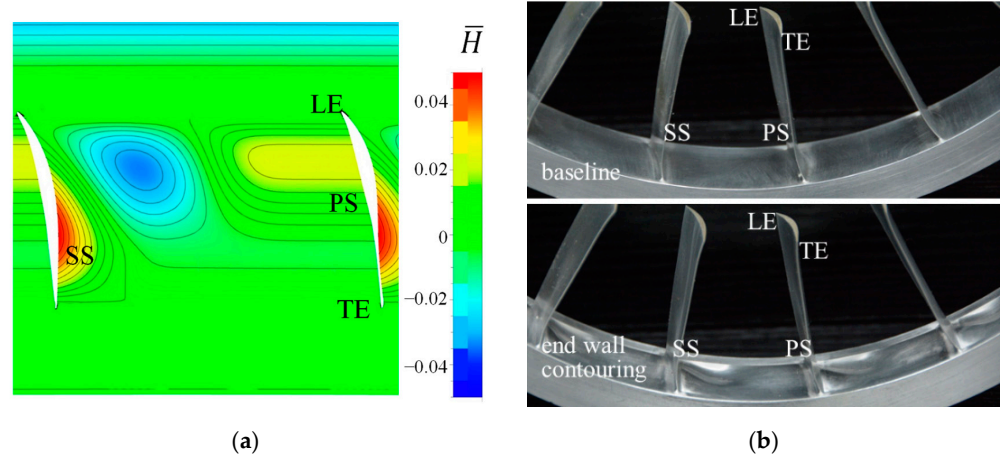 H̅
LE
0.04
0.02
PS
0
SS
−0.02
TE
−0.04
(a)
LE
TE
SS
PS
baseline
LE
TE
SS
PS
end wall
contouring
(b)